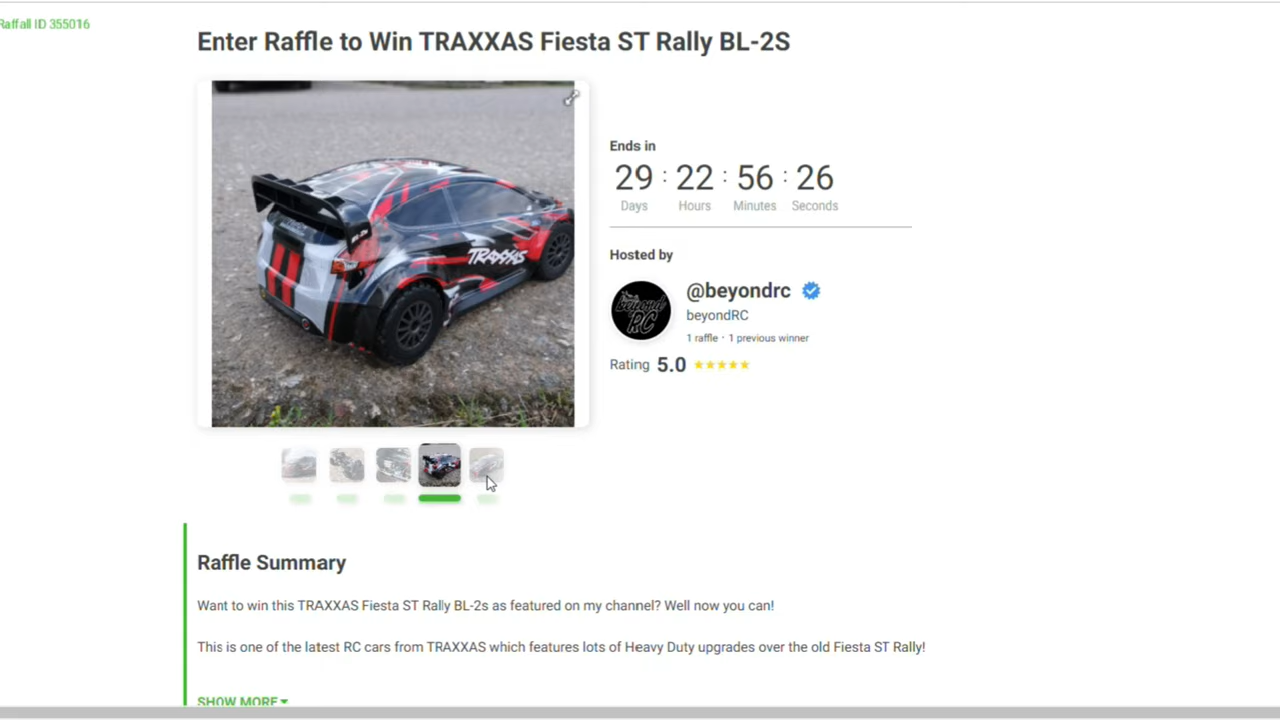 Raffall ID 355016
Enter Raffle to Win TRAXXAS Fiesta ST Rally BL-2S
TRAXXAS
Ends in
29 : 22 : 56 : 26
Days Hours Minutes Seconds
Hosted by
beyond RC
@beyondrc
beyondRC
1 raffle · 1 previous winner
Rating 5.0 ★★★★★
Raffle Summary
Want to win this TRAXXAS Fiesta ST Rally BL-2s as featured on my channel? Well now you can!
This is one of the latest RC cars from TRAXXAS which features lots of Heavy Duty upgrades over the old Fiesta ST Rally!
SHOW MORE